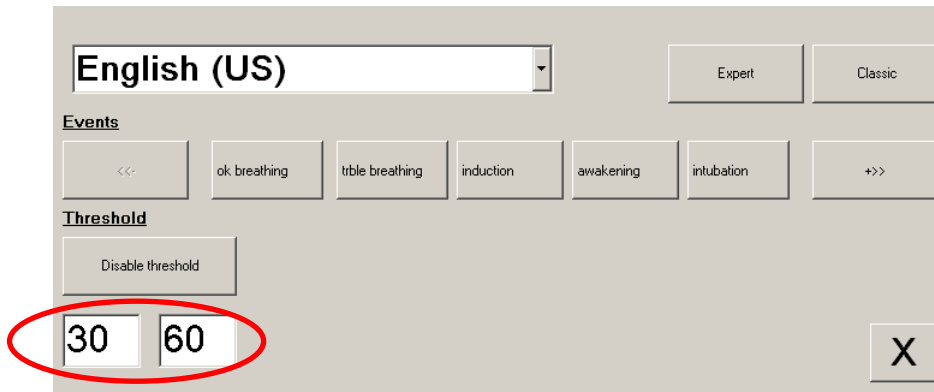 English (US)
Expert
Classic
Events
<<-
ok breathing
trble breathing
induction
awakening
intubation
+>>
Threshold
Disable threshold
30
60
X